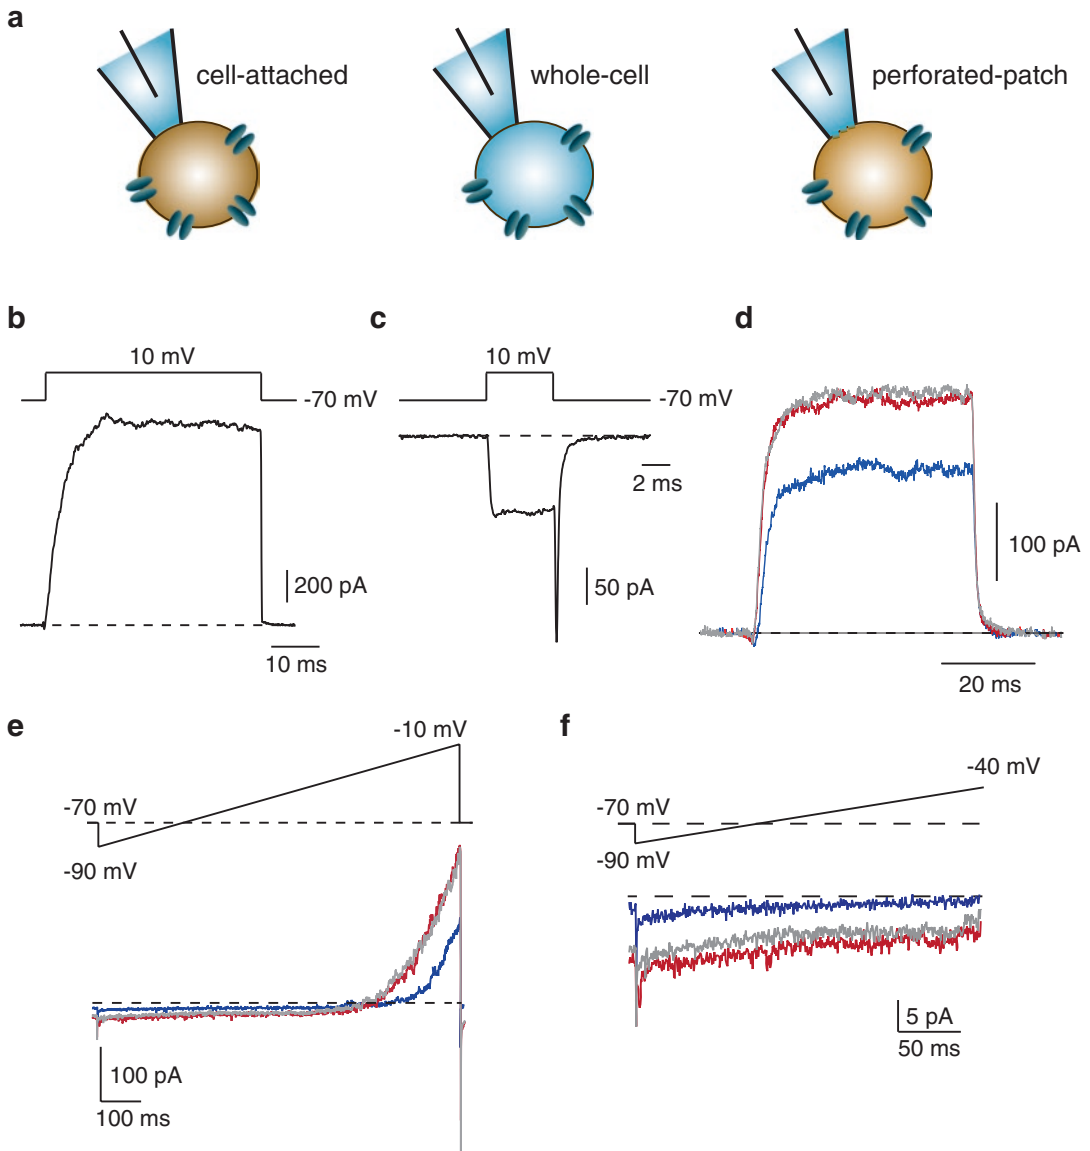 a
cell-attached
whole-cell
perforated-patch
b
10 mV
-70 mV
200 pA
10 ms
c
10 mV
-70 mV
2 ms
50 pA
d
100 pA
20 ms
e
-10 mV
-70 mV
-90 mV
100 pA
100 ms
f
-40 mV
-70 mV
-90 mV
5 pA
50 ms